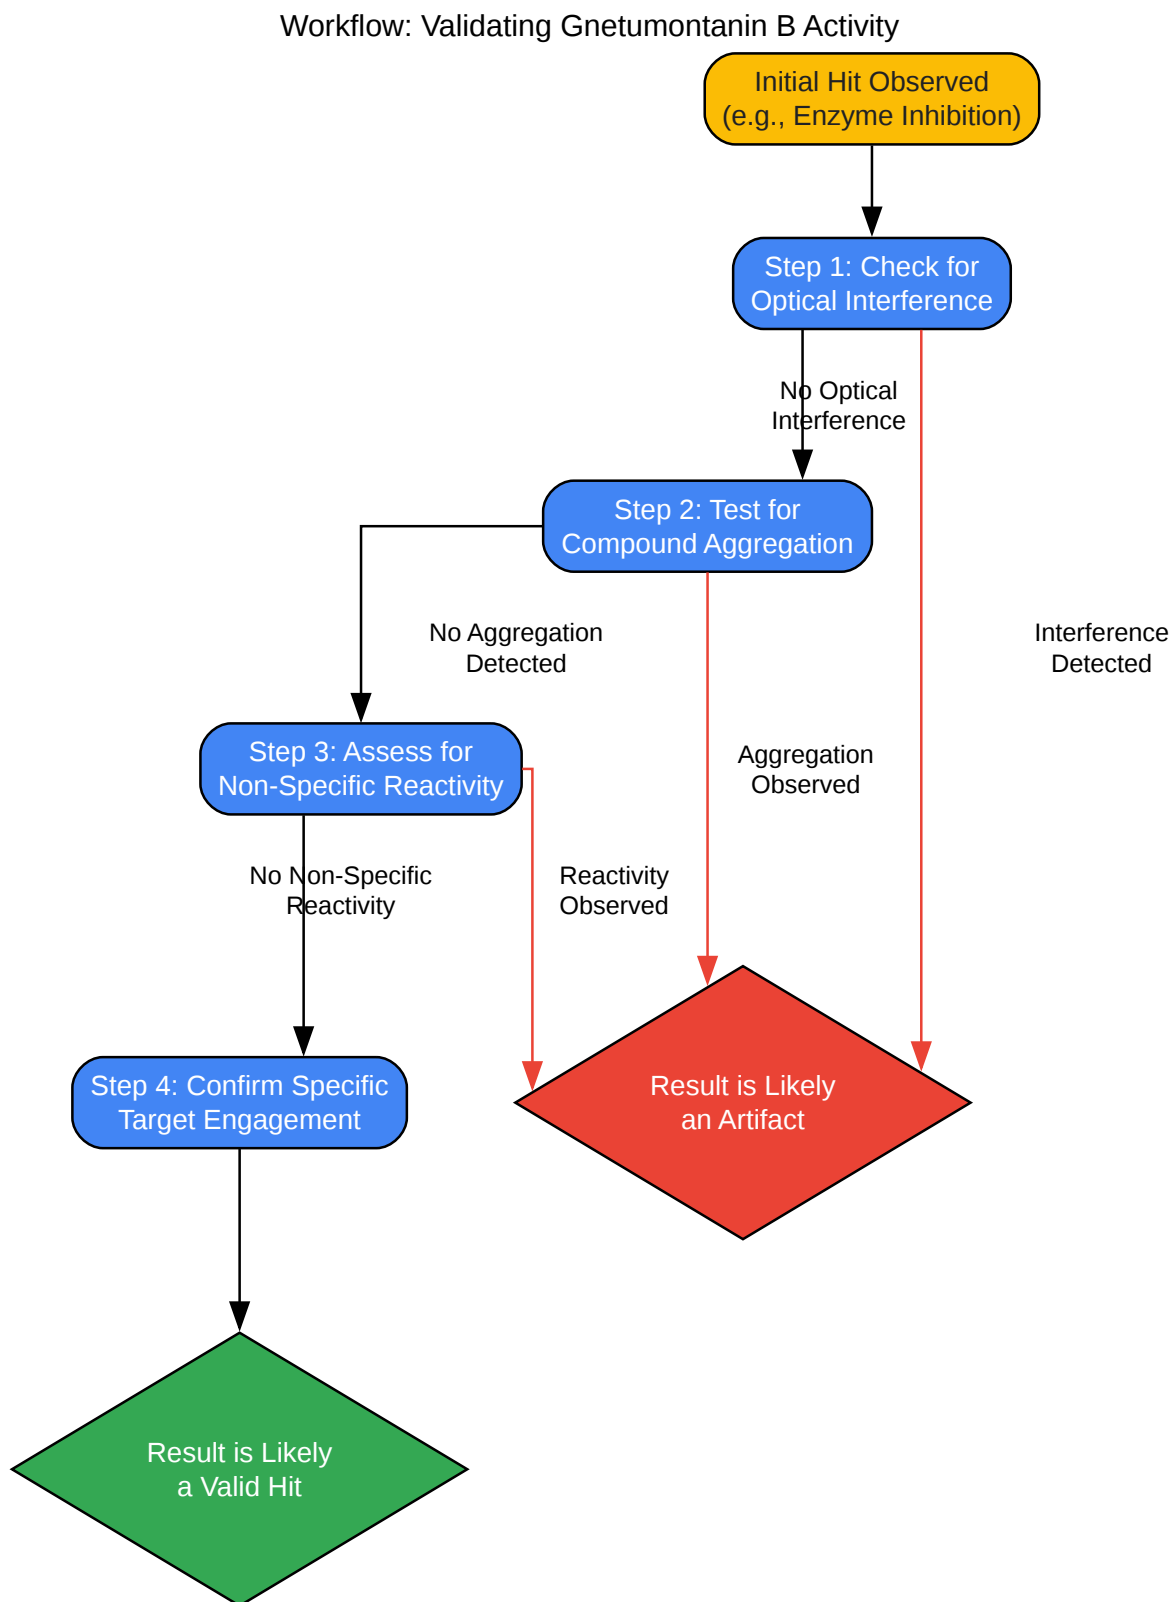 Workflow: Validating Gnetumontanin B Activity
Initial Hit Observed
(e.g., Enzyme Inhibition)
Step 1: Check for
Optical Interference
No Optical
Interference
Step 2: Test for
Compound Aggregation
No Aggregation
Detected
Interference
Detected
Step 3: Assess for
Non-Specific Reactivity
Aggregation
Observed
No Non-Specific
Reactivity
Reactivity
Observed
Step 4: Confirm Specific
Target Engagement
Result is Likely
an Artifact
Result is Likely
a Valid Hit